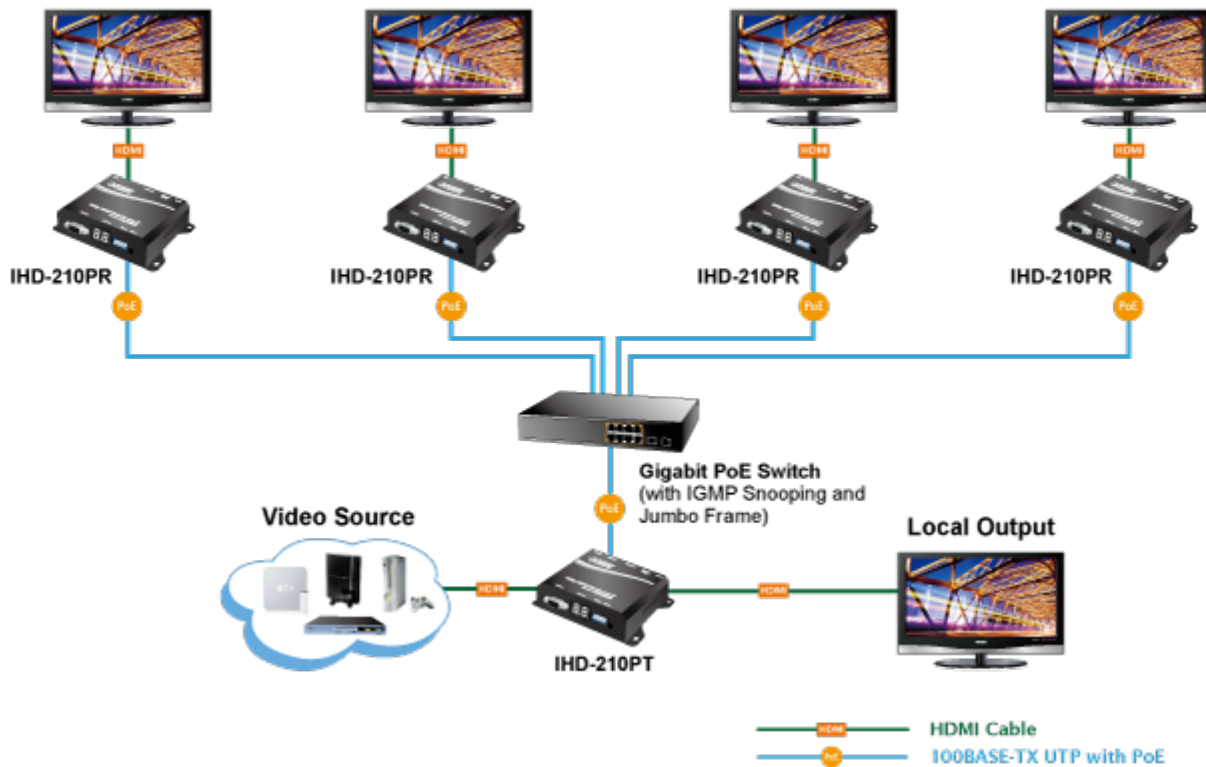 HDMI HDMI HDMI HDMI
IHD-210PR IHD-210PR IHD-210PR IHD-210PR
PoE PoE PoE PoE
Gigabit PoE Switch
(with IGMP Snooping and
Jumbo Frame)
PoE
Video Source
Local Output
HDMI HDMI
IHD-210PT
HDMI HDMI Cable
PoE 100BASE-TX UTP with PoE